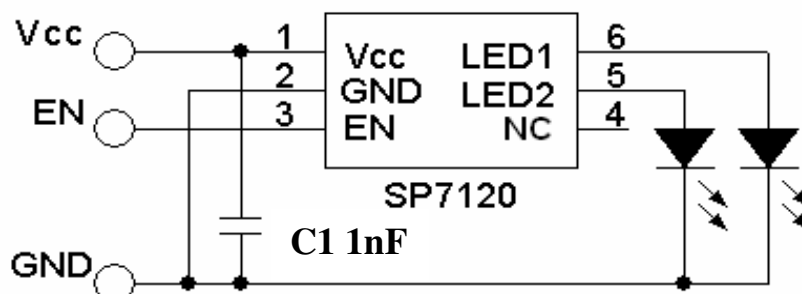 Vcc
1
Vcc
LED1
6
2
GND
LED2
5
EN
3
EN
NC
4
SP7120
C1 1nF
GND